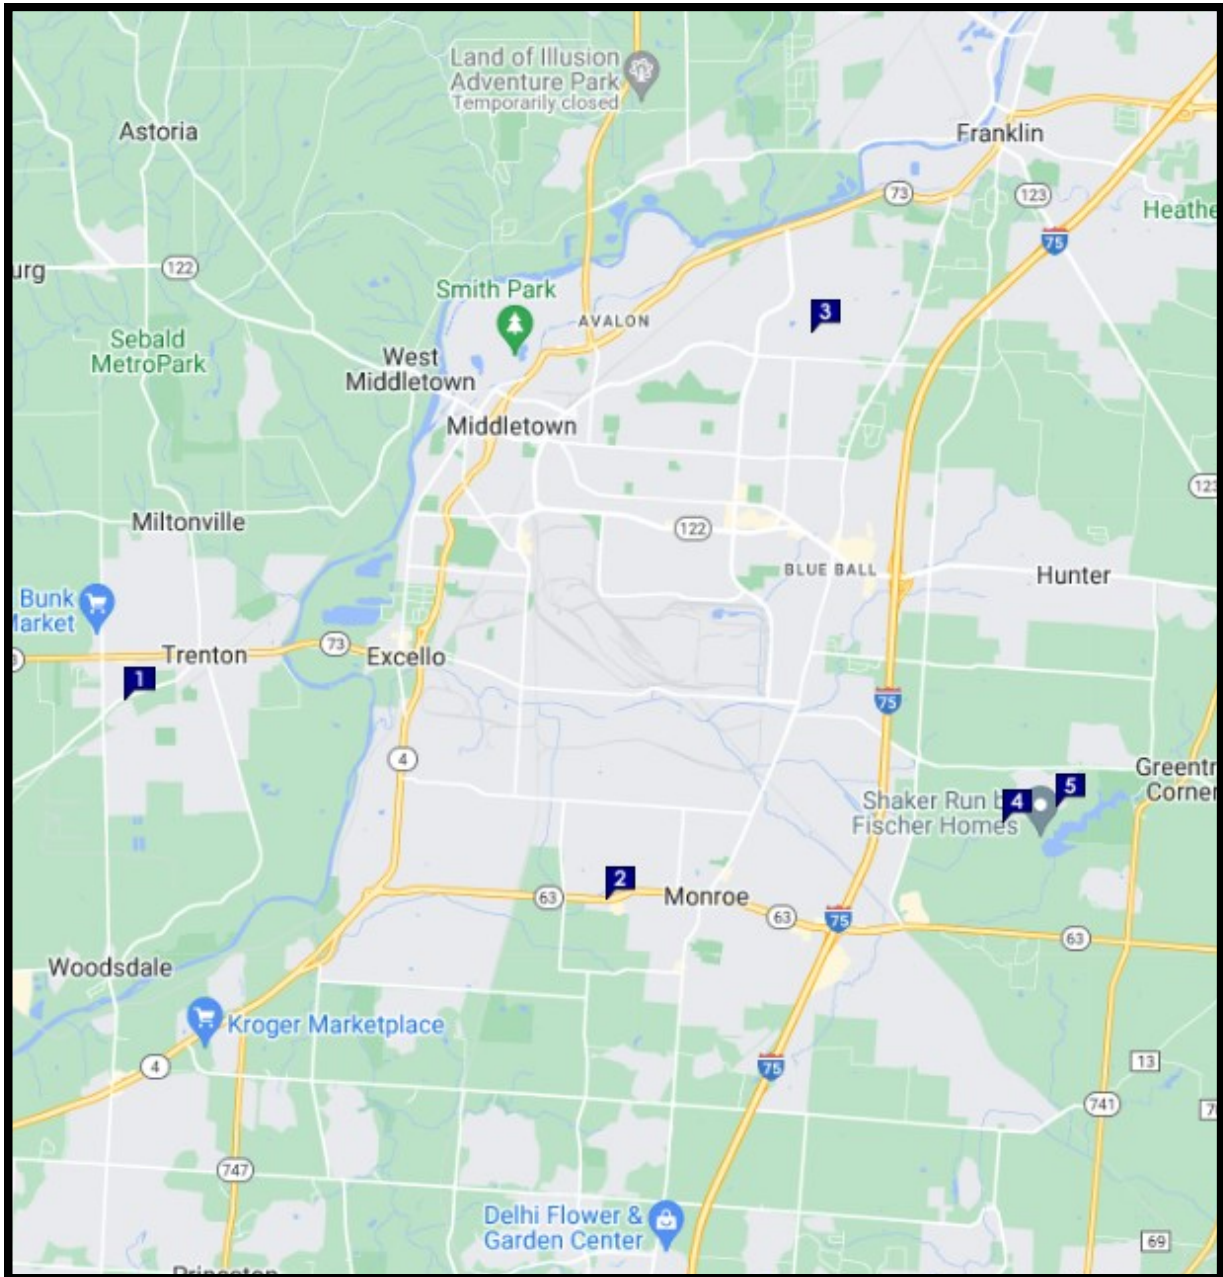 Land of Illusion
Adventure Park
Temporarily closed
Astoria
Franklin
73
123
Heathe
75
urg
122
Smith Park
3
AVALON
Sebald
MetroPark
West
Middletown
Middletown
123
Miltonville
122
BLUE BALL
Hunter
Bunk
Market
73
Trenton
Excello
1
75
4
Greentr
Corner
5
4
Shaker Run b
Fischer Homes
2
63
Monroe
63
75
63
Woodsdale
Kroger Marketplace
4
75
13
741
747
Delhi Flower &
Garden Center
69